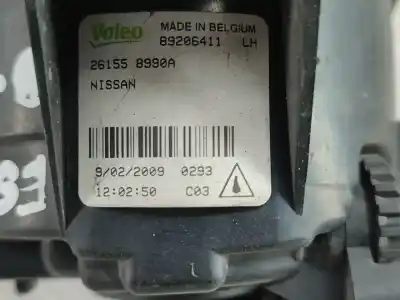 Valeo MADE IN BELGIUM
89206411 LH
26155 8990A
NISSAN
9/02/2009 0293
12:02:50 C03